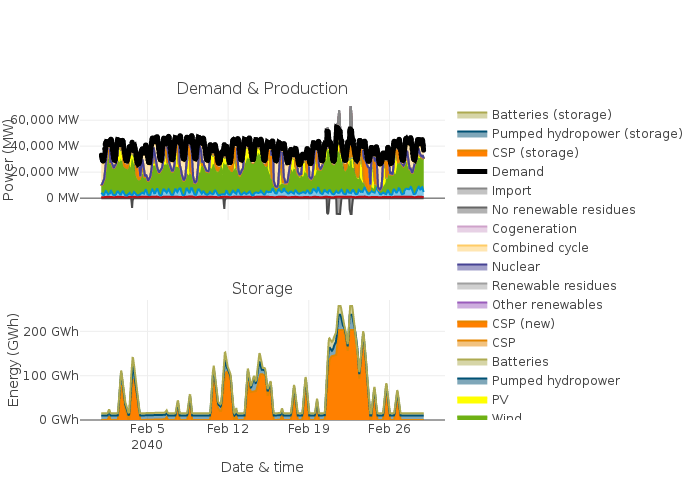 Demand & Production
Power (MW)
60,000 MW
40,000 MW
20,000 MW
0 MW
Storage
Energy (GWh)
200 GWh
100 GWh
0 GWh
Feb 5
2040
Feb 12
Feb 19
Feb 26
Date & time
Batteries (storage)
Pumped hydropower (storage)
CSP (storage)
Demand
Import
No renewable residues
Cogeneration
Combined cycle
Nuclear
Renewable residues
Other renewables
CSP (new)
CSP
Batteries
Pumped hydropower
PV
Wind